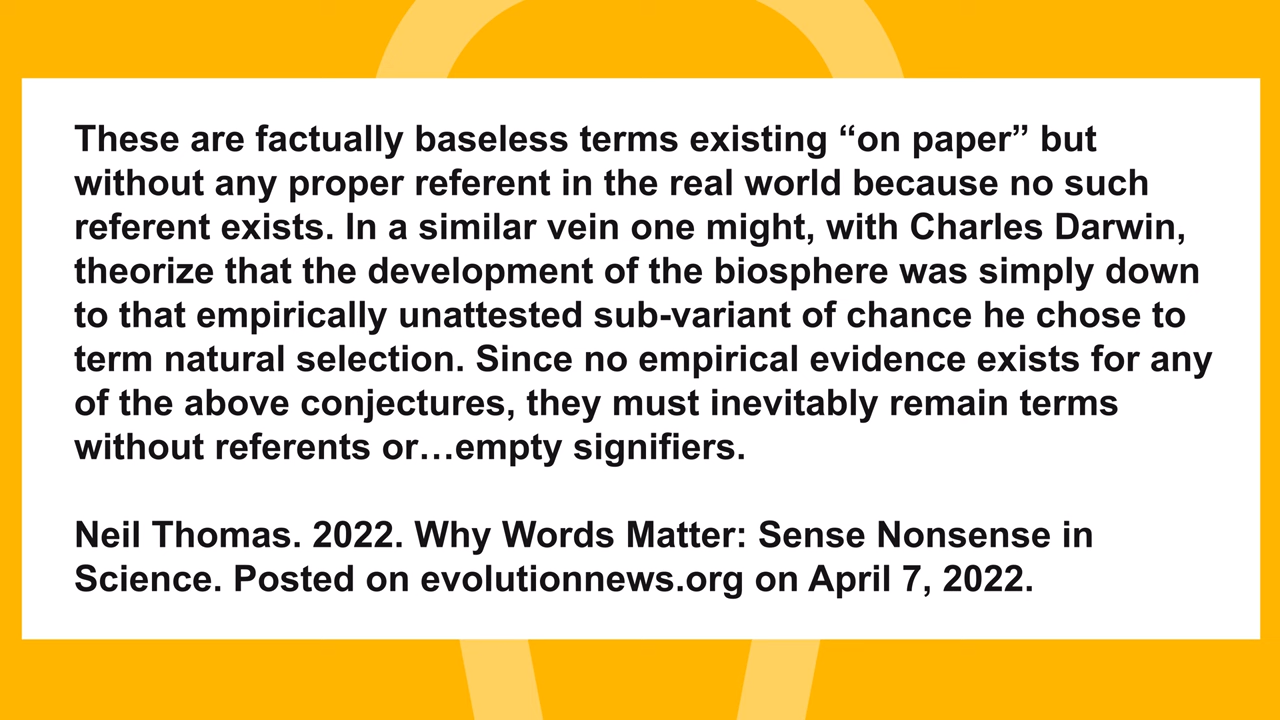 These are factually baseless terms existing “on paper” but
without any proper referent in the real world because no such
referent exists. In a similar vein one might, with Charles Darwin,
theorize that the development of the biosphere was simply down
to that empirically unattested sub-variant of chance he chose to
term natural selection. Since no empirical evidence exists for any
of the above conjectures, they must inevitably remain terms
without referents or…empty signifiers.
Neil Thomas. 2022. Why Words Matter: Sense Nonsense in
Science. Posted on evolutionnews.org on April 7, 2022.